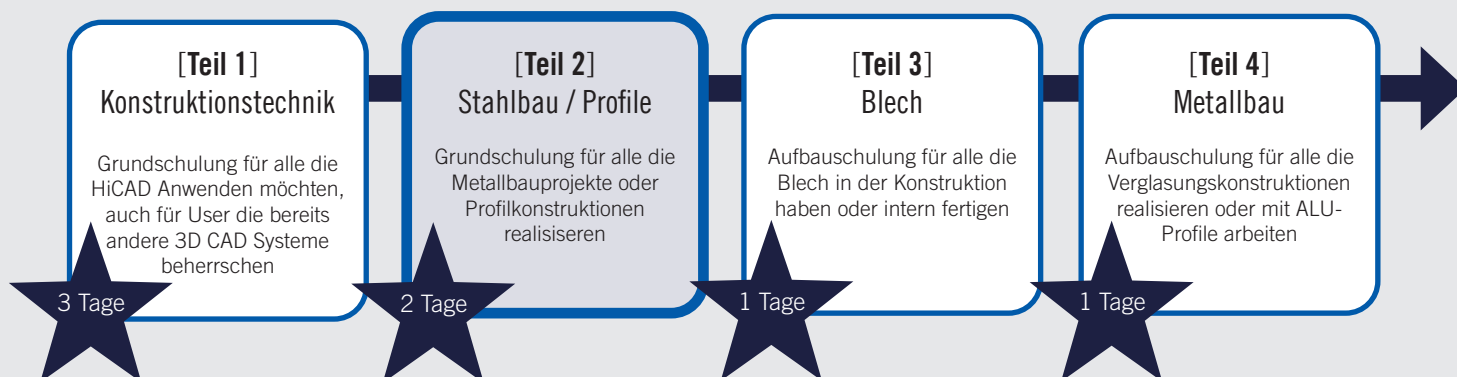 [Teil 1]
Konstruktionstechnik
Grundschulung für alle die
HiCAD Anwenden möchten,
auch für User die bereits
andere 3D CAD Systeme
beherrschen
3 Tage
[Teil 2]
Stahlbau / Profile
Grundschulung für alle die
Metallbauprojekte oder
Profilkonstruktionen
realisiseren
2 Tage
[Teil 3]
Blech
Aufbauschulung für alle die
Blech in der Konstruktion
haben oder intern fertigen
1 Tage
[Teil 4]
Metallbau
Aufbauschulung für alle die
Verglasungskonstruktionen
realisieren oder mit ALU-
Profile arbeiten
1 Tage